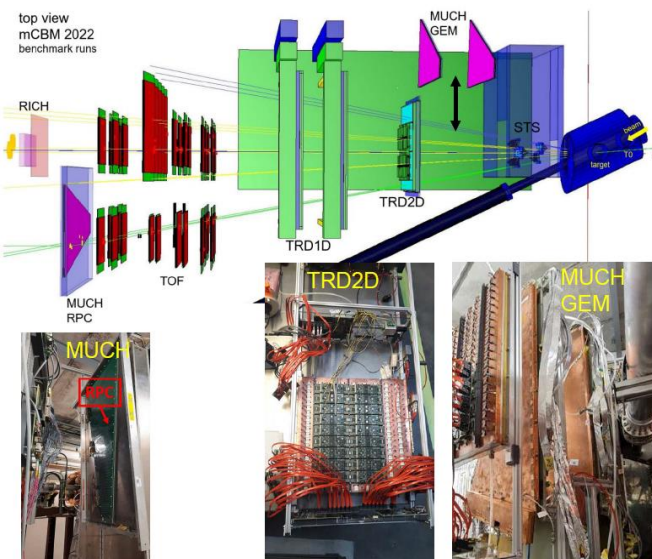 top view
mCBM 2022
benchmark runs
MUCH
GEM
RICH
STS
beam
T0
target
TRD2D
TRD1D
TOF
MUCH
RPC
TRD2D
MUCH
GEM
MUCH
RPC